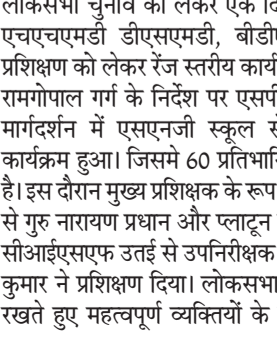 लोकसभा चुनाव को लेकर एक
एचएचएमडी डीएसएमडी,
प्रशिक्षण को लेकर रेंज स्तरीय
रामगोपाल गर्ग के निर्देश पर एसपी
मार्गदर्शन में एसएनजी स्कूल
कार्यक्रम हुआ। जिसमे 60
है। इस दौरान मुख्य प्रशिक्षक के रूप
से गुरु नारायण प्रधान और प्लाटून
सीआईएसएफ उतई से उपनिरीक्षक
कुमार ने प्रशिक्षण दिया। लोकसभा
रखते हुए महत्वपूर्ण व्यक्तियों के